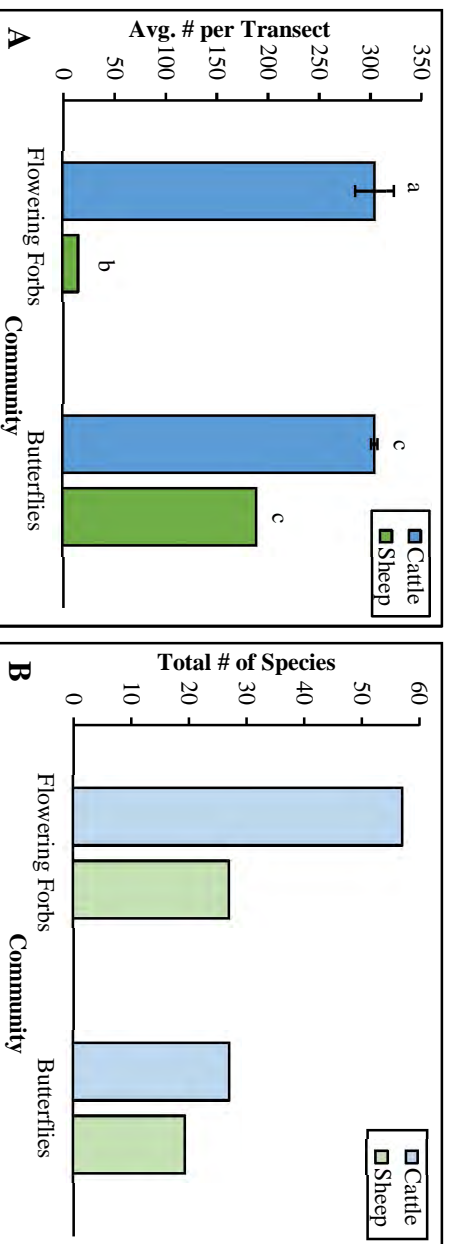 Avg. # per Transect
350
300
250
200
150
100
50
0
a
b
c
c
Cattle
Sheep
Flowering Forbs
Butterflies
Community
A
Total # of Species
60
50
40
30
20
10
0
Cattle
Sheep
Flowering Forbs
Butterflies
Community
B